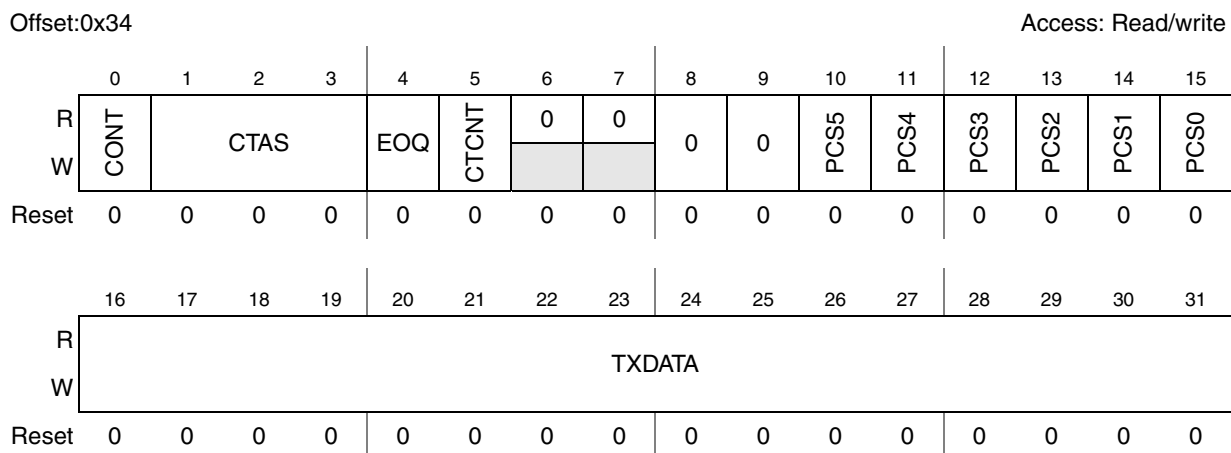 Offset:0x34 Access: Read/write
0 1 2 3 4 5 6 7 8 9 10 11 12 13 14 15
R W CONT CTAS EOQ CTCNT 0 0 0 0 PCS5 PCS4 PCS3 PCS2 PCS1 PCS0
Reset 0 0 0 0 0 0 0 0 0 0 0 0 0 0 0 0
16 17 18 19 20 21 22 23 24 25 26 27 28 29 30 31
R W TXDATA
Reset 0 0 0 0 0 0 0 0 0 0 0 0 0 0 0 0